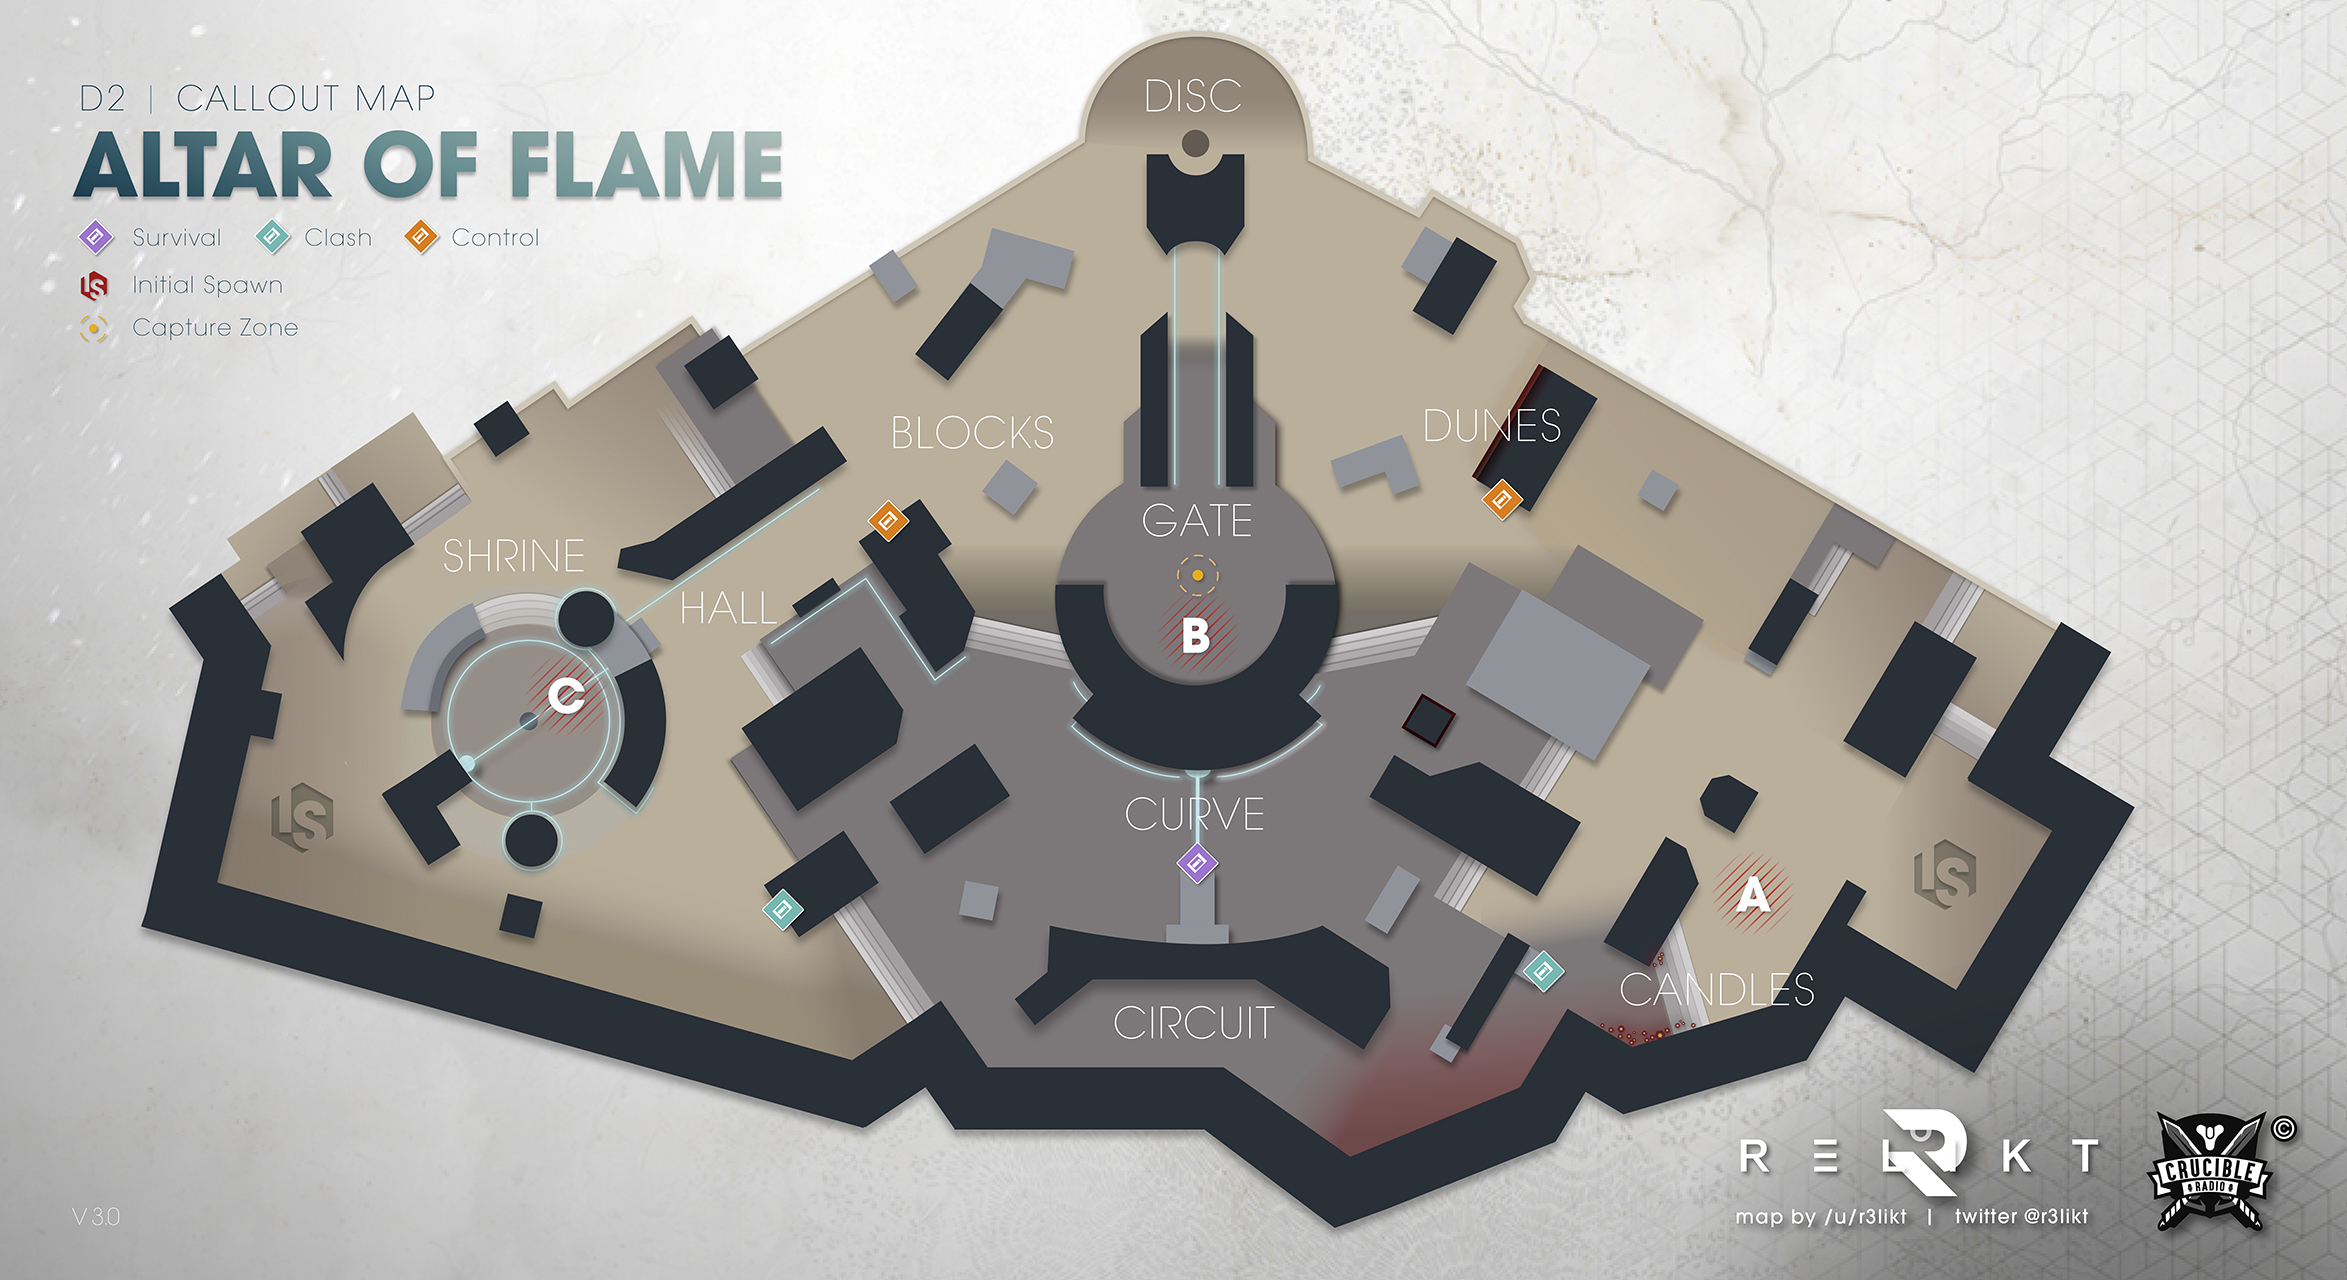 D2 | CALLOUT MAP
ALTAR OF FLAME
Survival Clash Control
Initial Spawn
Capture Zone
DISC
BLOCKS
DUNES
GATE
SHRINE
HALL
B
C
CURVE
A
CANDLES
CIRCUIT
RELIKT
map by /u/r3likt | twitter @r3likt
CRUCIBLE
RADIO
©
V 3.0